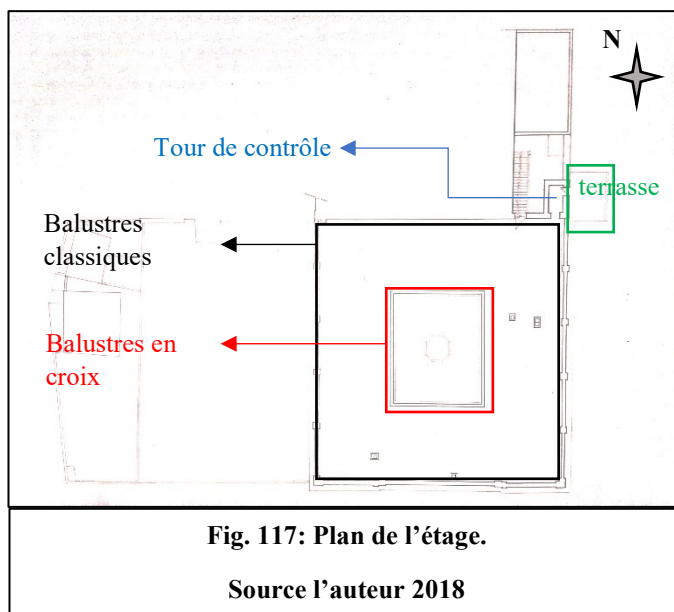 N
Tour de contrôle
terrasse
Balustres
classiques
Balustres en
croix
Fig. 117: Plan de l’étage.
Source l’auteur 2018